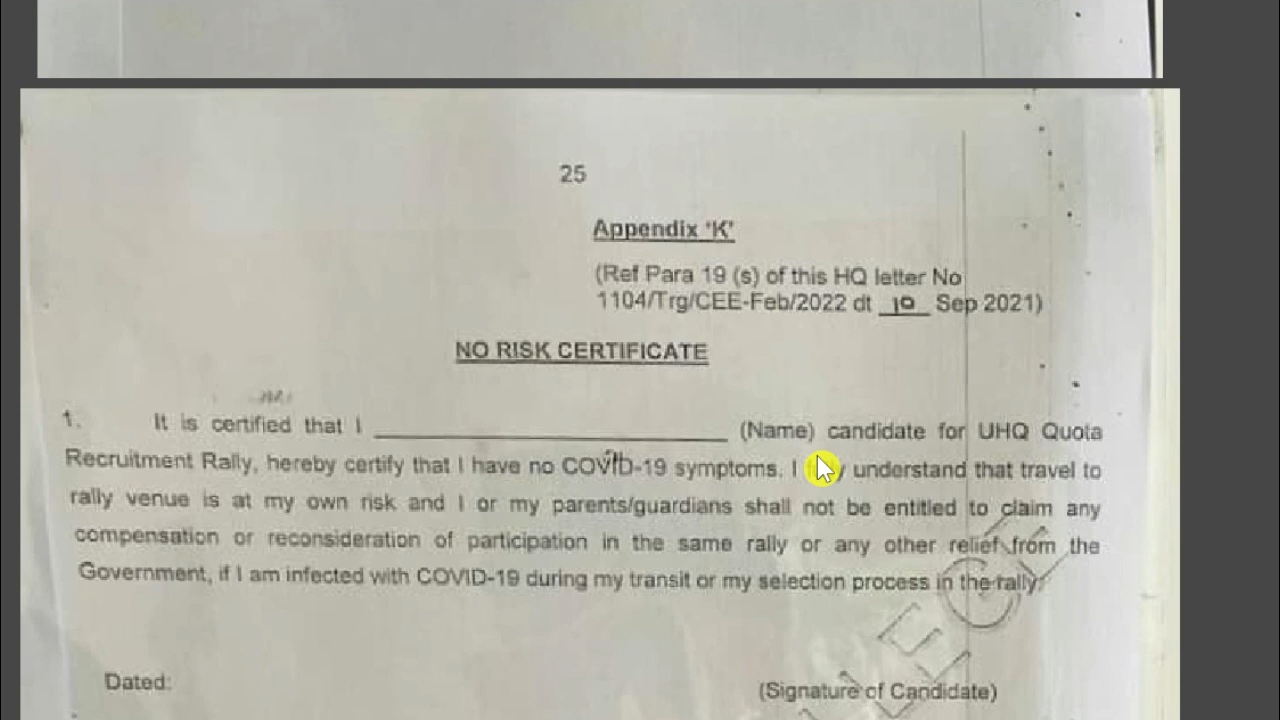 25
Appendix 'K'
(Ref Para 19 (s) of this HQ letter No
1104/Trg/CEE-Feb/2022 dt 10 Sep 2021)
NO RISK CERTIFICATE
1. It is certified that I ____________________ (Name) candidate for UHQ Quota
Recruitment Rally, hereby certify that I have no COVID-19 symptoms. I understand that travel to
rally venue is at my own risk and I or my parents/guardians shall not be entitled to claim any
compensation or reconsideration of participation in the same rally or any other relief from the
Government, if I am infected with COVID-19 during my transit or my selection process in the rally.
Dated:
(Signature of Candidate)